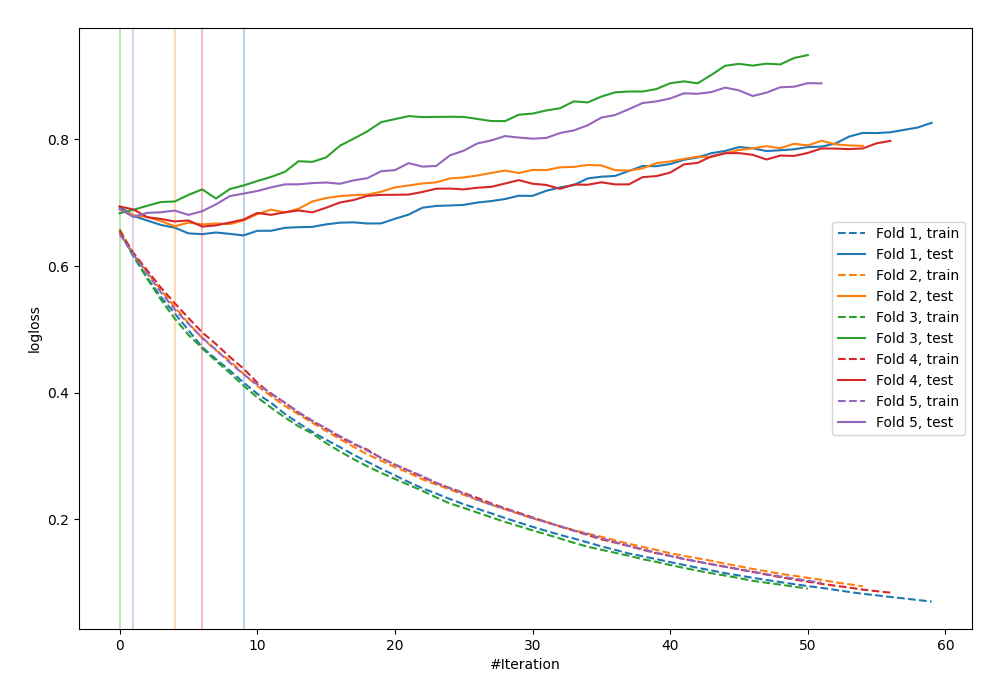 0.8
0.6
0.4
0.2
logloss
0 10 20 30 40 50 60
#Iteration
Fold 1, train
Fold 1, test
Fold 2, train
Fold 2, test
Fold 3, train
Fold 3, test
Fold 4, train
Fold 4, test
Fold 5, train
Fold 5, test